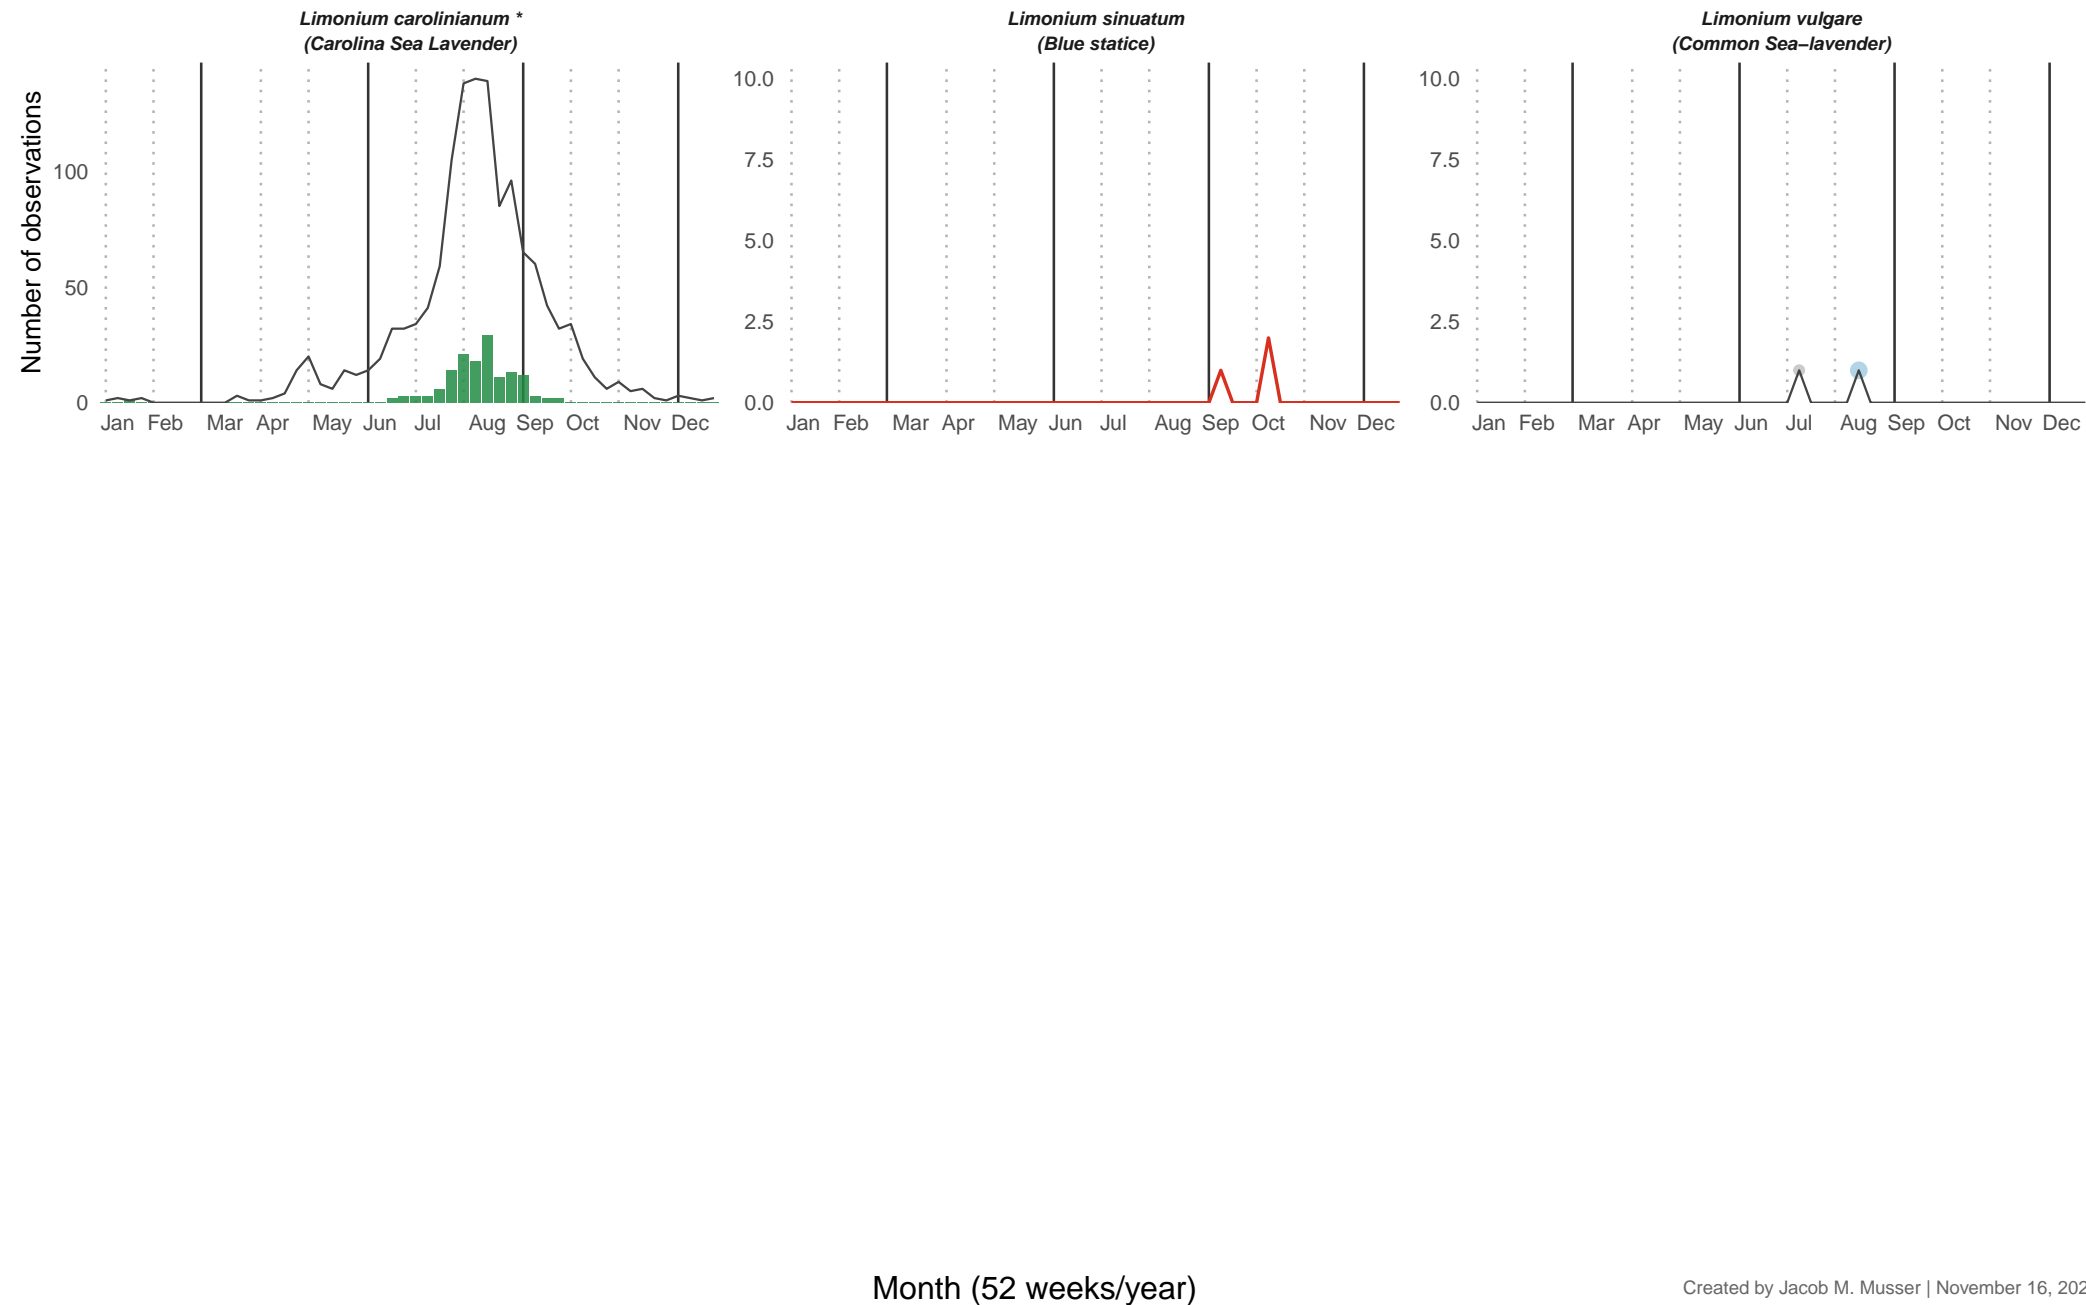 Limonium carolinianum *
(Carolina Sea Lavender)
Limonium sinuatum
(Blue statice)
Limonium vulgare
(Common Sea–lavender)
Number of observations
100
50
0
10.0
7.5
5.0
2.5
0.0
10.0
7.5
5.0
2.5
0.0
Jan Feb Mar Apr May Jun Jul Aug Sep Oct Nov Dec
Jan Feb Mar Apr May Jun Jul Aug Sep Oct Nov Dec
Jan Feb Mar Apr May Jun Jul Aug Sep Oct Nov Dec
Month (52 weeks/year)
Created by Jacob M. Musser | November 16, 202